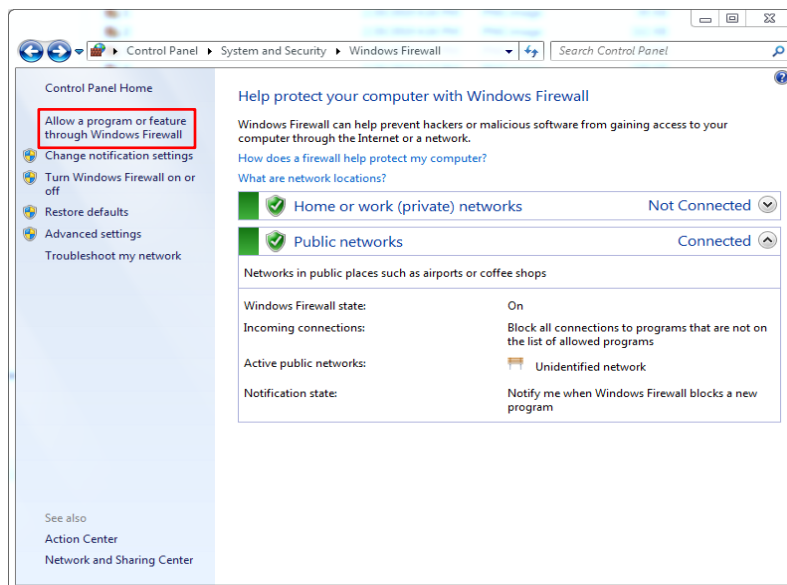 Control Panel ▸ System and Security ▸ Windows Firewall
Search Control Panel
Control Panel Home
Allow a program or feature
through Windows Firewall
Change notification settings
Turn Windows Firewall on or
off
Restore defaults
Advanced settings
Troubleshoot my network
See also
Action Center
Network and Sharing Center
Help protect your computer with Windows Firewall
Windows Firewall can help prevent hackers or malicious software from gaining access to your
computer through the Internet or a network.
How does a firewall help protect my computer?
What are network locations?
Home or work (private) networks Not Connected
Public networks Connected
Networks in public places such as airports or coffee shops
Windows Firewall state: On
Incoming connections: Block all connections to programs that are not on
the list of allowed programs
Active public networks: Unidentified network
Notification state: Notify me when Windows Firewall blocks a new
program